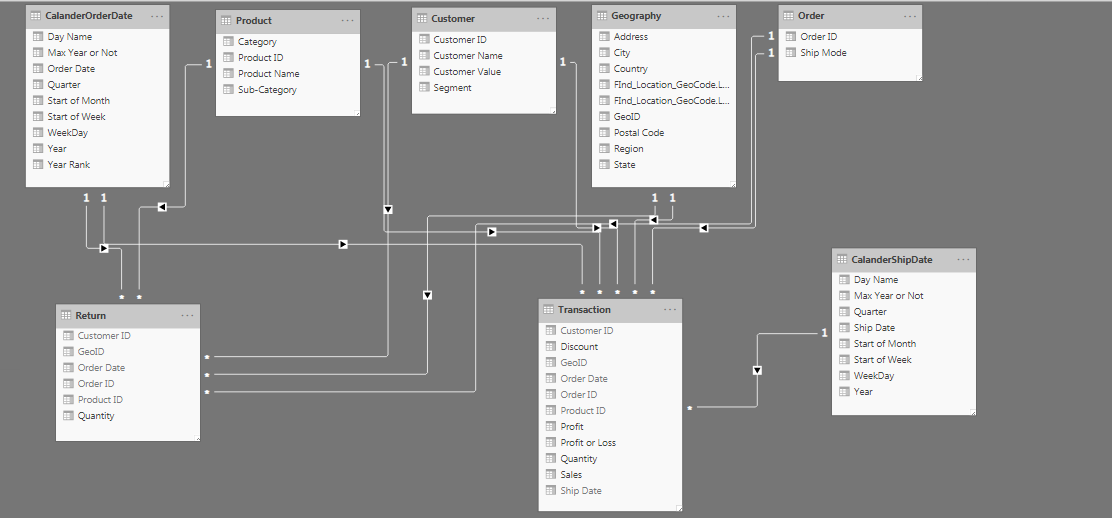 CalanderOrderDate ...
Day Name
Max Year or Not
Order Date
Quarter
Start of Month
Start of Week
WeekDay
Year
Year Rank
Product ...
Category
Product ID
Product Name
Sub-Category
Customer ...
Customer ID
Customer Name
Customer Value
Segment
Geography ...
Address
City
Country
FInd_Location_GeoCode.L...
FInd_Location_GeoCode.L...
GeoID
Postal Code
Region
State
Order ...
Order ID
Ship Mode
1
1
1
1
1
1
1
1
1
1
*
*
*
*
*
*
*
Return ...
Customer ID
GeoID
Order Date
Order ID
Product ID
Quantity
*
*
*
Transaction ...
Customer ID
Discount
GeoID
Order Date
Order ID
Product ID
Profit
Profit or Loss
Quantity
Sales
Ship Date
*
1
CalanderShipDate ...
Day Name
Max Year or Not
Quarter
Ship Date
Start of Month
Start of Week
WeekDay
Year